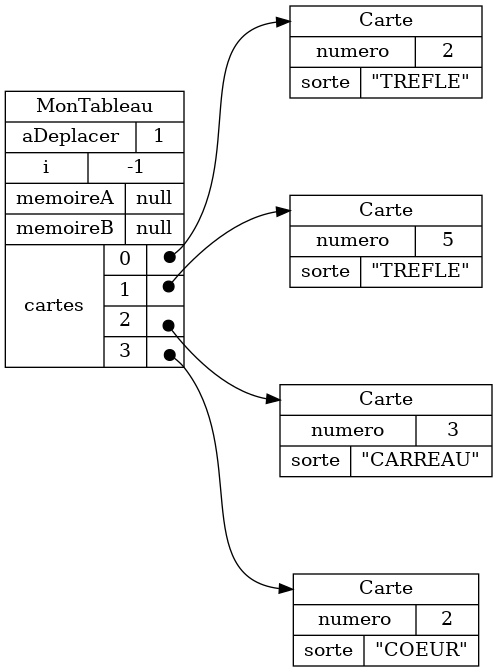 MonTableau
aDeplacer 1
i -1
memoireA null
memoireB null
cartes
0
1
2
3
Carte
numero 2
sorte "TREFLE"
Carte
numero 5
sorte "TREFLE"
Carte
numero 3
sorte "CARREAU"
Carte
numero 2
sorte "COEUR"